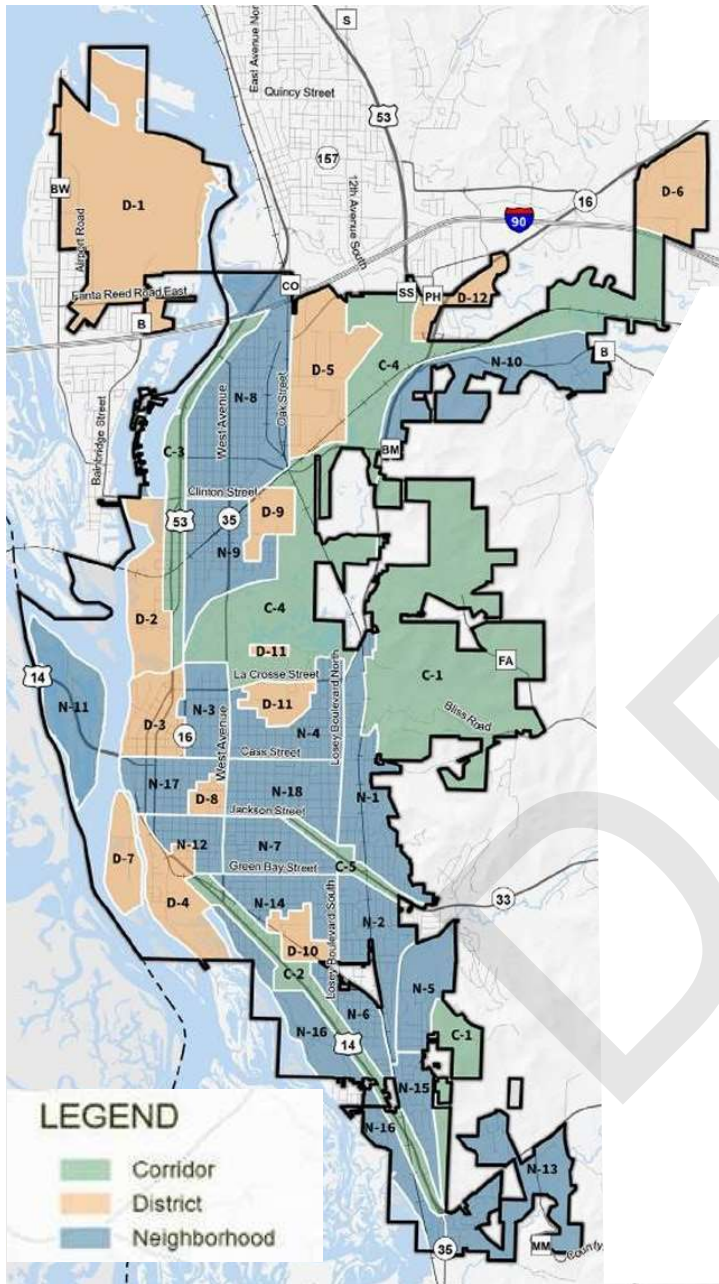 S
East Avenue Nor
Quincy Street
53
157
12th Avenue South
16
D-6
90
BW
D-1
Airport Road
CO
SS
PH
D-12
Fanta Reed Road East
B
D-5
C-4
N-10
B
N-8
Oak Street
West Avenue
Bainbridge Street
C-3
BM
Clinton Street
53
35
D-9
N-9
C-4
D-2
D-11
FA
14
La Crosse Street
C-1
N-11
D-3
N-3
D-11
Losey Boulevard North
Bliss Road
16
N-4
West Avenue
Cass Street
N-17
N-18
N-1
D-8
Jackson Street
N-12
N-7
D-7
Green Bay Street
C-5
33
D-4
N-14
Losey Boulevard South
N-2
D-10
C-2
N-5
N-6
N-16
14
C-1
N-15
N-16
N-13
MM
County
35
LEGEND
Corridor
District
Neighborhood